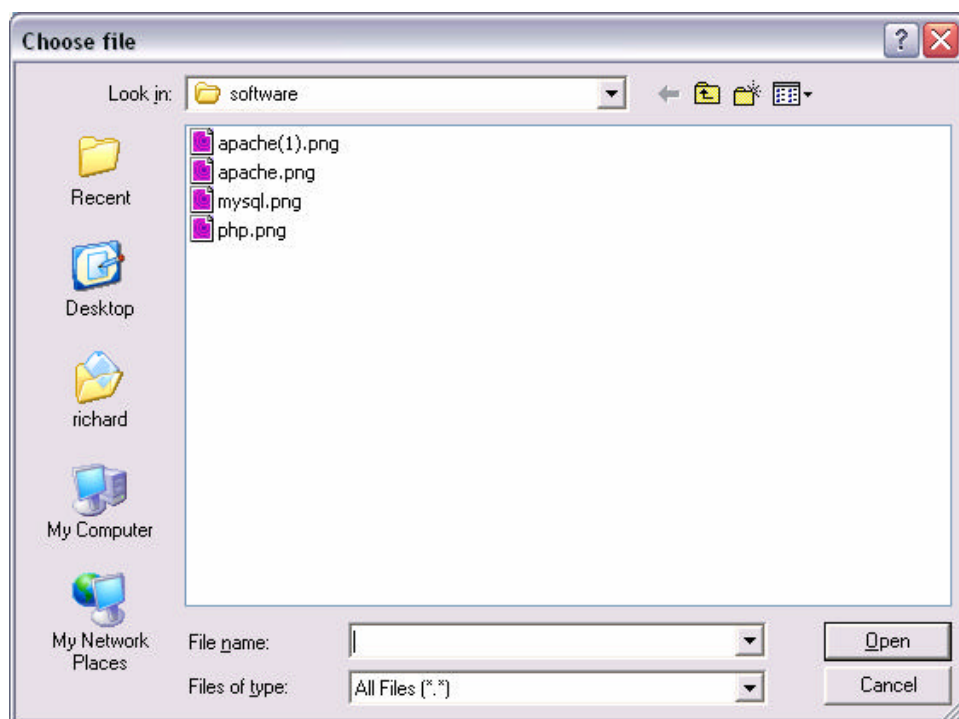 Choose file
Look in:
software
apache(1).png
apache.png
mysql.png
php.png
Recent
Desktop
richard
My Computer
My Network
Places
File name:
Open
Files of type:
All Files (*.*)
Cancel